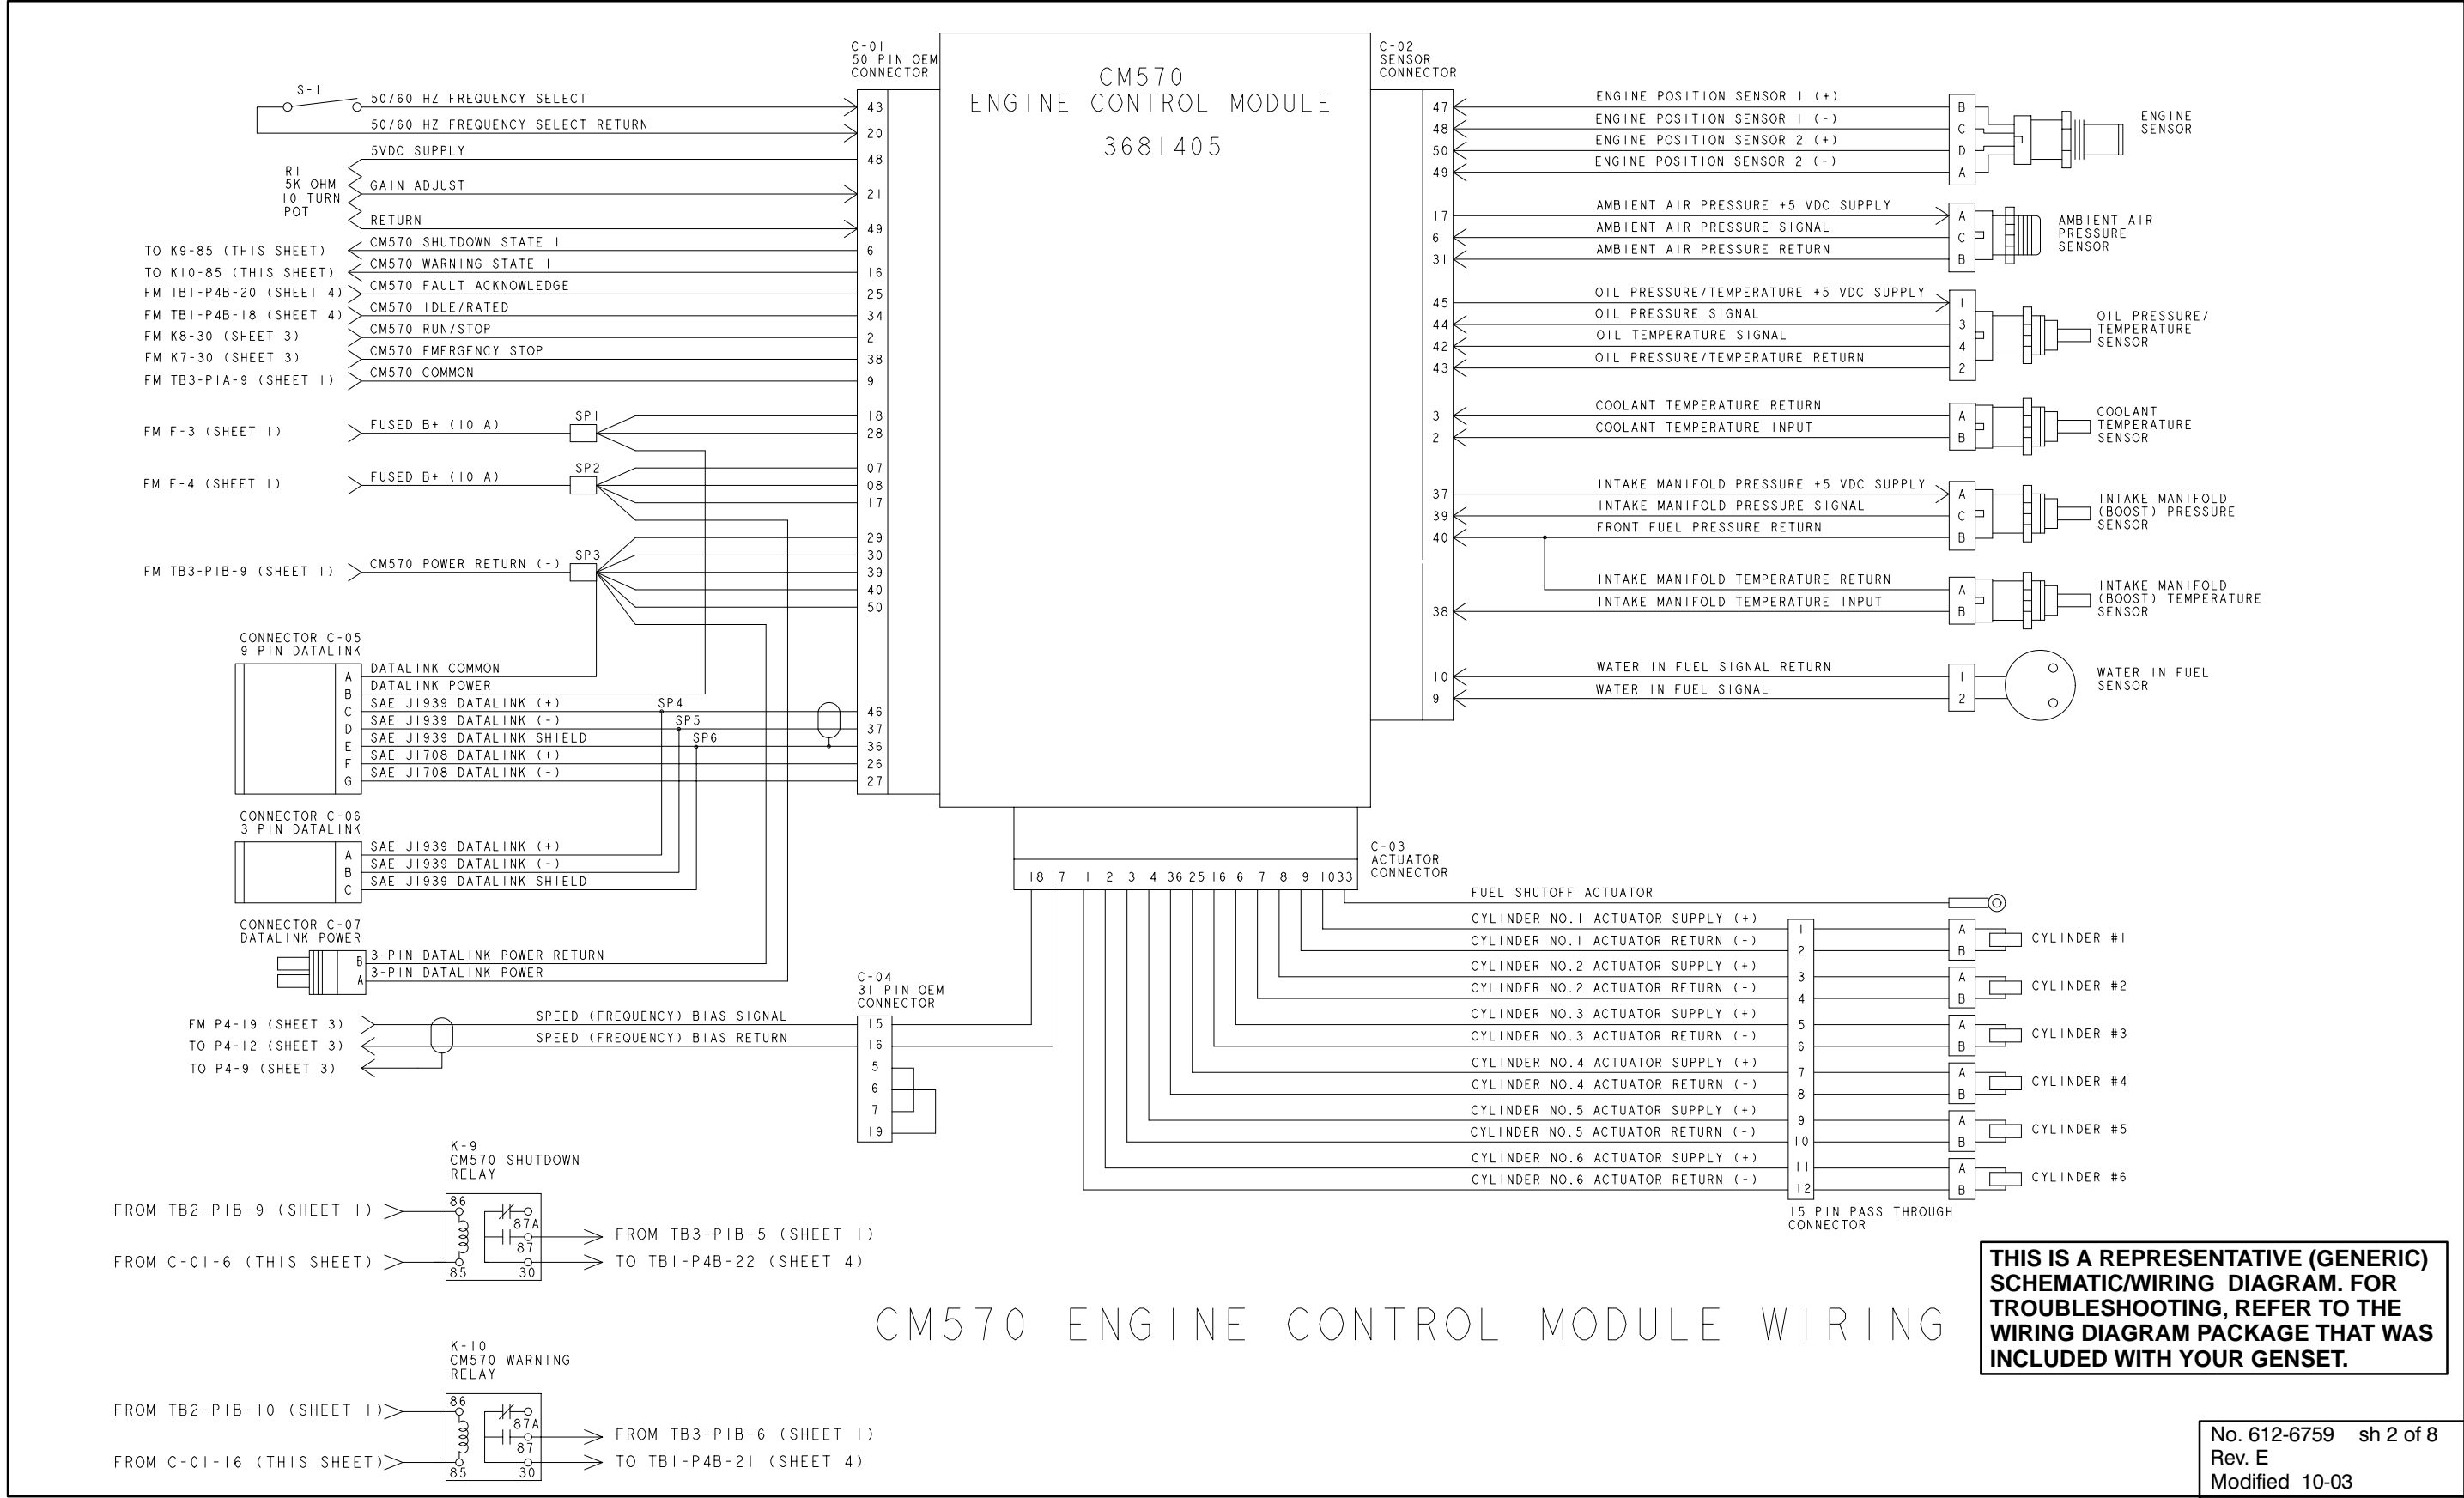 C-01
50 PIN OEM
CONNECTOR
CM570
ENGINE CONTROL MODULE
3681405
C-02
SENSOR
CONNECTOR
S-1
50/60 HZ FREQUENCY SELECT
43
50/60 HZ FREQUENCY SELECT RETURN
20
5VDC SUPPLY
48
R1
5K OHM
10 TURN
POT
GAIN ADJUST
21
RETURN
49
TO K9-85 (THIS SHEET)
CM570 SHUTDOWN STATE 1
6
TO K10-85 (THIS SHEET)
CM570 WARNING STATE 1
16
FM TB1-P4B-20 (SHEET 4)
CM570 FAULT ACKNOWLEDGE
25
FM TB1-P4B-18 (SHEET 4)
CM570 IDLE/RATED
34
FM K8-30 (SHEET 3)
CM570 RUN/STOP
2
FM K7-30 (SHEET 3)
CM570 EMERGENCY STOP
38
FM TB3-P1A-9 (SHEET 1)
CM570 COMMON
9
FM F-3 (SHEET 1)
FUSED B+ (10 A)
SP1
18
28
FM F-4 (SHEET 1)
FUSED B+ (10 A)
SP2
07
08
17
FM TB3-P1B-9 (SHEET 1)
CM570 POWER RETURN (-)
SP3
29
30
39
40
50
CONNECTOR C-05
9 PIN DATALINK
A
DATALINK COMMON
B
DATALINK POWER
C
SAE J1939 DATALINK (+)
SP4
46
D
SAE J1939 DATALINK (-)
SP5
37
E
SAE J1939 DATALINK SHIELD
SP6
36
F
SAE J1708 DATALINK (+)
26
G
SAE J1708 DATALINK (-)
27
CONNECTOR C-06
3 PIN DATALINK
A
SAE J1939 DATALINK (+)
B
SAE J1939 DATALINK (-)
C
SAE J1939 DATALINK SHIELD
CONNECTOR C-07
DATALINK POWER
B
3-PIN DATALINK POWER RETURN
A
3-PIN DATALINK POWER
C-04
31 PIN OEM
CONNECTOR
FM P4-19 (SHEET 3)
SPEED (FREQUENCY) BIAS SIGNAL
15
TO P4-12 (SHEET 3)
SPEED (FREQUENCY) BIAS RETURN
16
TO P4-9 (SHEET 3)
5
6
7
19
47
ENGINE POSITION SENSOR 1 (+)
B
48
ENGINE POSITION SENSOR 1 (-)
C
50
ENGINE POSITION SENSOR 2 (+)
D
49
ENGINE POSITION SENSOR 2 (-)
A
ENGINE
SENSOR
17
AMBIENT AIR PRESSURE +5 VDC SUPPLY
A
6
AMBIENT AIR PRESSURE SIGNAL
C
31
AMBIENT AIR PRESSURE RETURN
B
AMBIENT AIR
PRESSURE
SENSOR
45
OIL PRESSURE/TEMPERATURE +5 VDC SUPPLY
1
44
OIL PRESSURE SIGNAL
3
42
OIL TEMPERATURE SIGNAL
4
43
OIL PRESSURE/TEMPERATURE RETURN
2
OIL PRESSURE/
TEMPERATURE
SENSOR
3
COOLANT TEMPERATURE RETURN
A
2
COOLANT TEMPERATURE INPUT
B
COOLANT
TEMPERATURE
SENSOR
37
INTAKE MANIFOLD PRESSURE +5 VDC SUPPLY
A
39
INTAKE MANIFOLD PRESSURE SIGNAL
C
40
FRONT FUEL PRESSURE RETURN
B
INTAKE MANIFOLD
(BOOST) PRESSURE
SENSOR
INTAKE MANIFOLD TEMPERATURE RETURN
A
38
INTAKE MANIFOLD TEMPERATURE INPUT
B
INTAKE MANIFOLD
(BOOST) TEMPERATURE
SENSOR
10
WATER IN FUEL SIGNAL RETURN
1
9
WATER IN FUEL SIGNAL
2
WATER IN FUEL
SENSOR
C-03
ACTUATOR
CONNECTOR
18 17 1 2 3 4 36 25 16 6 7 8 9 10 33
FUEL SHUTOFF ACTUATOR
CYLINDER NO.1 ACTUATOR SUPPLY (+)
1
A
CYLINDER NO.1 ACTUATOR RETURN (-)
2
B
CYLINDER #1
CYLINDER NO.2 ACTUATOR SUPPLY (+)
3
A
CYLINDER NO.2 ACTUATOR RETURN (-)
4
B
CYLINDER #2
CYLINDER NO.3 ACTUATOR SUPPLY (+)
5
A
CYLINDER NO.3 ACTUATOR RETURN (-)
6
B
CYLINDER #3
CYLINDER NO.4 ACTUATOR SUPPLY (+)
7
A
CYLINDER NO.4 ACTUATOR RETURN (-)
8
B
CYLINDER #4
CYLINDER NO.5 ACTUATOR SUPPLY (+)
9
A
CYLINDER NO.5 ACTUATOR RETURN (-)
10
B
CYLINDER #5
CYLINDER NO.6 ACTUATOR SUPPLY (+)
11
A
CYLINDER NO.6 ACTUATOR RETURN (-)
12
B
CYLINDER #6
15 PIN PASS THROUGH
CONNECTOR
K-9
CM570 SHUTDOWN
RELAY
FROM TB2-P1B-9 (SHEET 1)
86
87A
87
FROM TB3-P1B-5 (SHEET 1)
FROM C-01-6 (THIS SHEET)
85
30
TO TB1-P4B-22 (SHEET 4)
K-10
CM570 WARNING
RELAY
FROM TB2-P1B-10 (SHEET 1)
86
87A
87
FROM TB3-P1B-6 (SHEET 1)
FROM C-01-16 (THIS SHEET)
85
30
TO TB1-P4B-21 (SHEET 4)
CM570 ENGINE CONTROL MODULE WIRING
THIS IS A REPRESENTATIVE (GENERIC)
SCHEMATIC/WIRING DIAGRAM. FOR
TROUBLESHOOTING, REFER TO THE
WIRING DIAGRAM PACKAGE THAT WAS
INCLUDED WITH YOUR GENSET.
No. 612-6759 sh 2 of 8
Rev. E
Modified 10-03